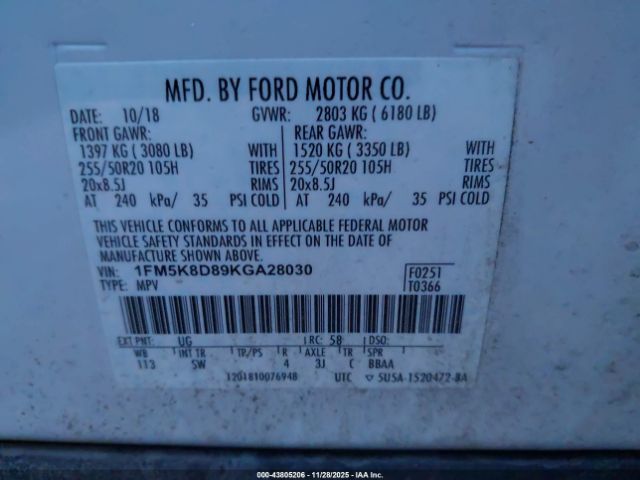 MFD. BY FORD MOTOR CO.
DATE: 10/18 GVWR: 2803 KG ( 6180 LB)
FRONT GAWR: REAR GAWR:
1397 KG ( 3080 LB) WITH 1520 KG ( 3350 LB) WITH
255/50R20 105H TIRES 255/50R20 105H TIRES
20x8.5J RIMS 20x8.5J RIMS
AT 240 kPa/ 35 PSI COLD AT 240 kPa/ 35 PSI COLD
THIS VEHICLE CONFORMS TO ALL APPLICABLE FEDERAL MOTOR
VEHICLE SAFETY STANDARDS IN EFFECT ON THE DATE OF
MANUFACTURE SHOWN ABOVE.
VIN: 1FM5K8D89KGA28030 F0251
TYPE: MPV T0366
EXT PNT: UG RC: 58 DSO:
WB INT TR TP/PS R AXLE TR SPR
113 SW 4 3J C BBAA
1201810076948 UTC ▽ 5USA-1520472-BA
000-43805206 | 11/28/2025 | IAA Inc.